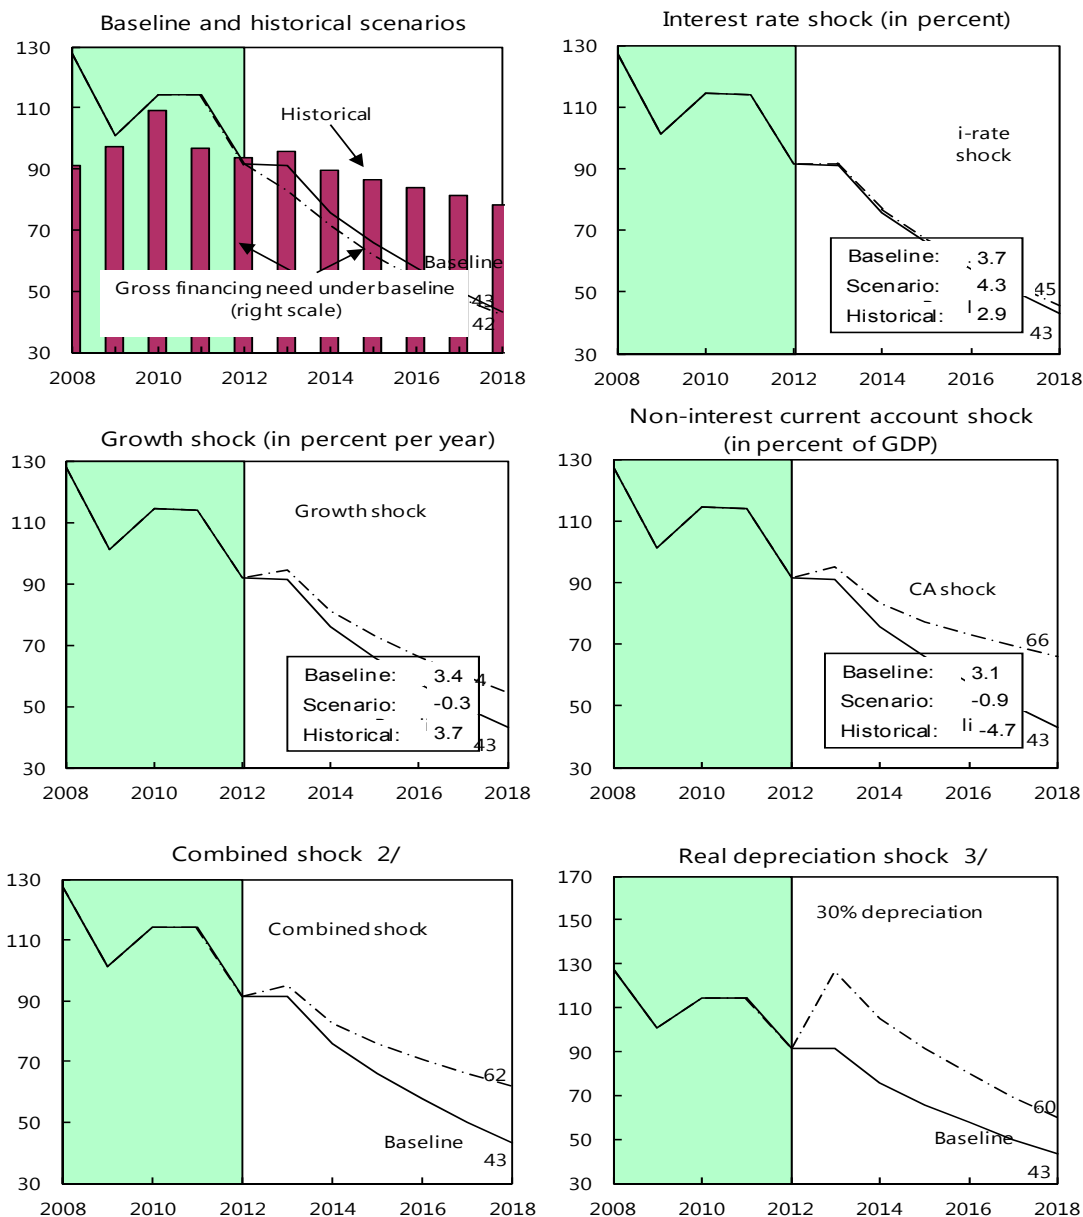 Baseline and historical scenarios
130
110
90
70
50
30
Historical
Baseline
Gross financing need under baseline
(right scale)
43
42
2008 2010 2012 2014 2016 2018
Interest rate shock (in percent)
130
110
90
70
50
30
i-rate
shock
Baseline: 3.7
Scenario: 4.3
Historical: 2.9
45
43
2008 2010 2012 2014 2016 2018
Growth shock (in percent per year)
130
110
90
70
50
30
Growth shock
Baseline: 3.4
Scenario: -0.3
Historical: 3.7
4
43
2008 2010 2012 2014 2016 2018
Non-interest current account shock
(in percent of GDP)
130
110
90
70
50
30
CA shock
66
Baseline: 3.1
Scenario: -0.9
Historical: -4.7
43
2008 2010 2012 2014 2016 2018
Combined shock 2/
130
110
90
70
50
30
Combined shock
62
Baseline
43
2008 2010 2012 2014 2016 2018
Real depreciation shock 3/
170
150
130
110
90
70
50
30
30% depreciation
60
Baseline
43
2008 2010 2012 2014 2016 2018